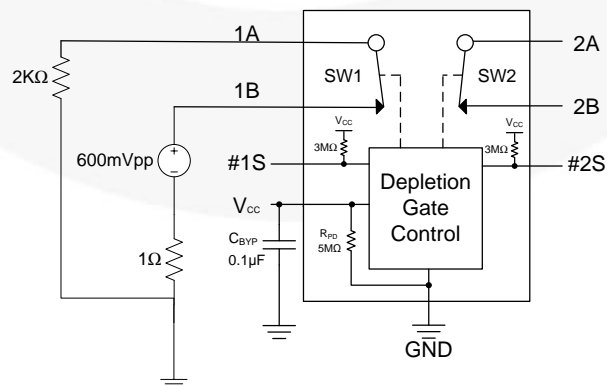 1A
2A
SW1
SW2
2KΩ
1B
2B
Vcc
Vcc
3MΩ
3MΩ
600mVpp
#1S
#2S
Depletion
Gate
Control
Vcc
CBYP
0.1µF
RPD
5MΩ
1Ω
GND